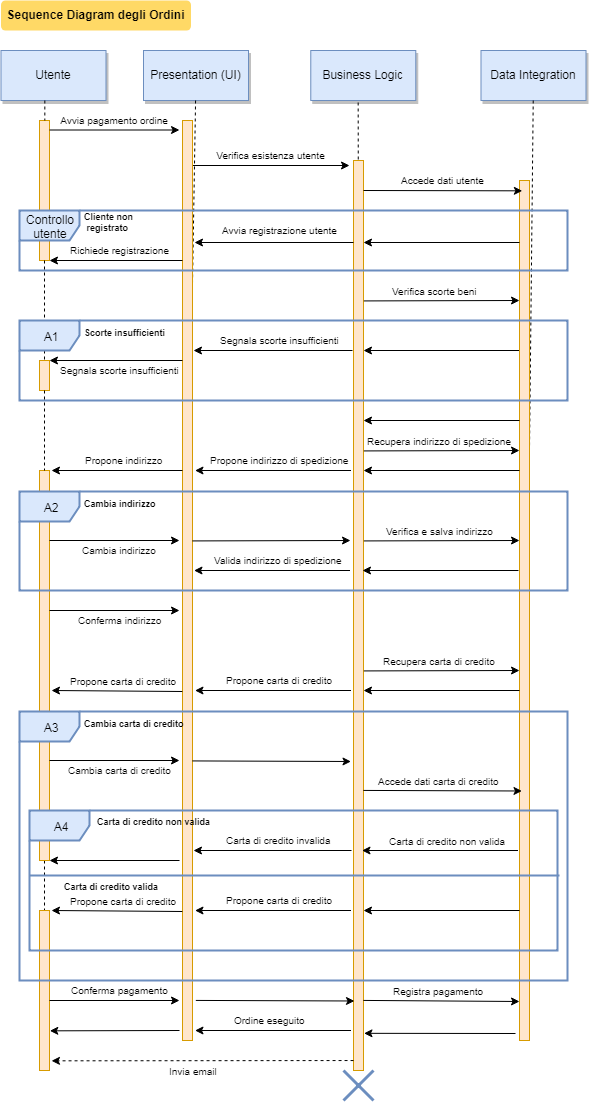 Sequence Diagram degli Ordini
Utente
Presentation (UI)
Business Logic
Data Integration
Avvia pagamento ordine
Verifica esistenza utente
Accede dati utente
Controllo
utente
Cliente non
registrato
Avvia registrazione utente
Richiede registrazione
Verifica scorte beni
A1
Scorte insufficienti
Segnala scorte insufficienti
Segnala scorte insufficienti
Recupera indirizzo di spedizione
Propone indirizzo
Propone indirizzo di spedizione
A2
Cambia indirizzo
Verifica e salva indirizzo
Cambia indirizzo
Valida indirizzo di spedizione
Conferma indirizzo
Recupera carta di credito
Propone carta di credito
Propone carta di credito
A3
Cambia carta di credito
Cambia carta di credito
Accede dati carta di credito
A4
Carta di credito non valida
Carta di credito invalida
Carta di credito non valida
Carta di credito valida
Propone carta di credito
Propone carta di credito
Conferma pagamento
Registra pagamento
Ordine eseguito
Invia email